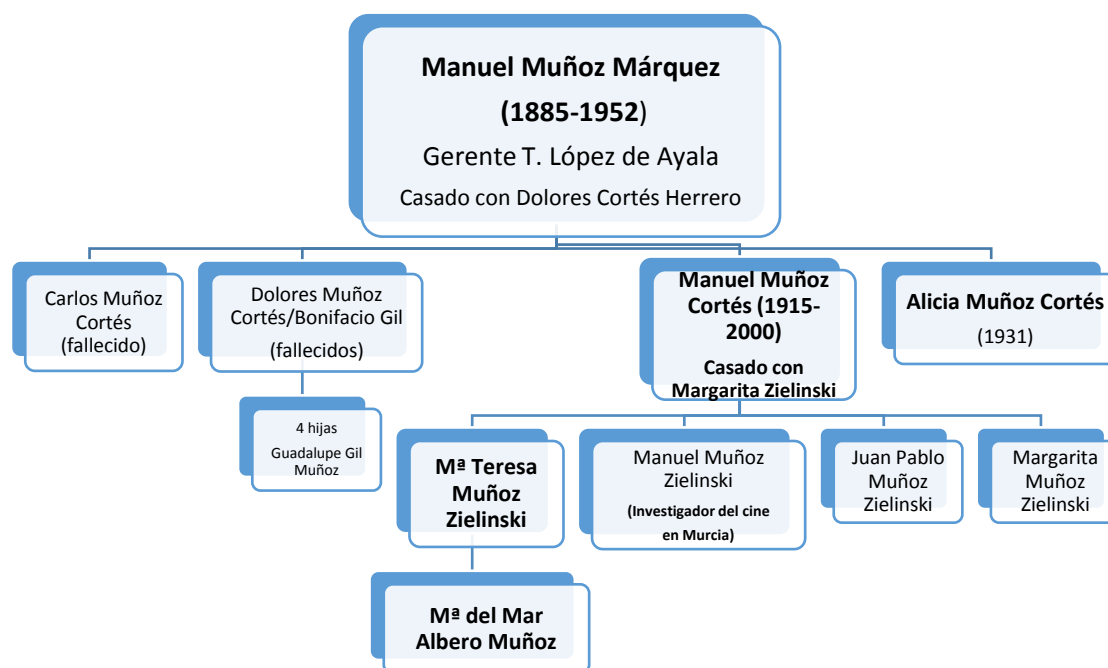 Manuel Muñoz Márquez
(1885-1952)
Gerente T. López de Ayala
Casado con Dolores Cortés Herrero
Carlos Muñoz
Cortés
(fallecido)
Dolores Muñoz
Cortés/Bonifacio Gil
(fallecidos)
Manuel Muñoz
Cortés (1915-
2000)
Casado con
Margarita Zielinski
Alicia Muñoz Cortés
(1931)
4 hijas
Guadalupe Gil
Muñoz
Mª Teresa
Muñoz
Zielinski
Manuel Muñoz
Zielinski
(Investigador del cine
en Murcia)
Juan Pablo
Muñoz
Zielinski
Margarita
Muñoz
Zielinski
Mª del Mar
Albero Muñoz